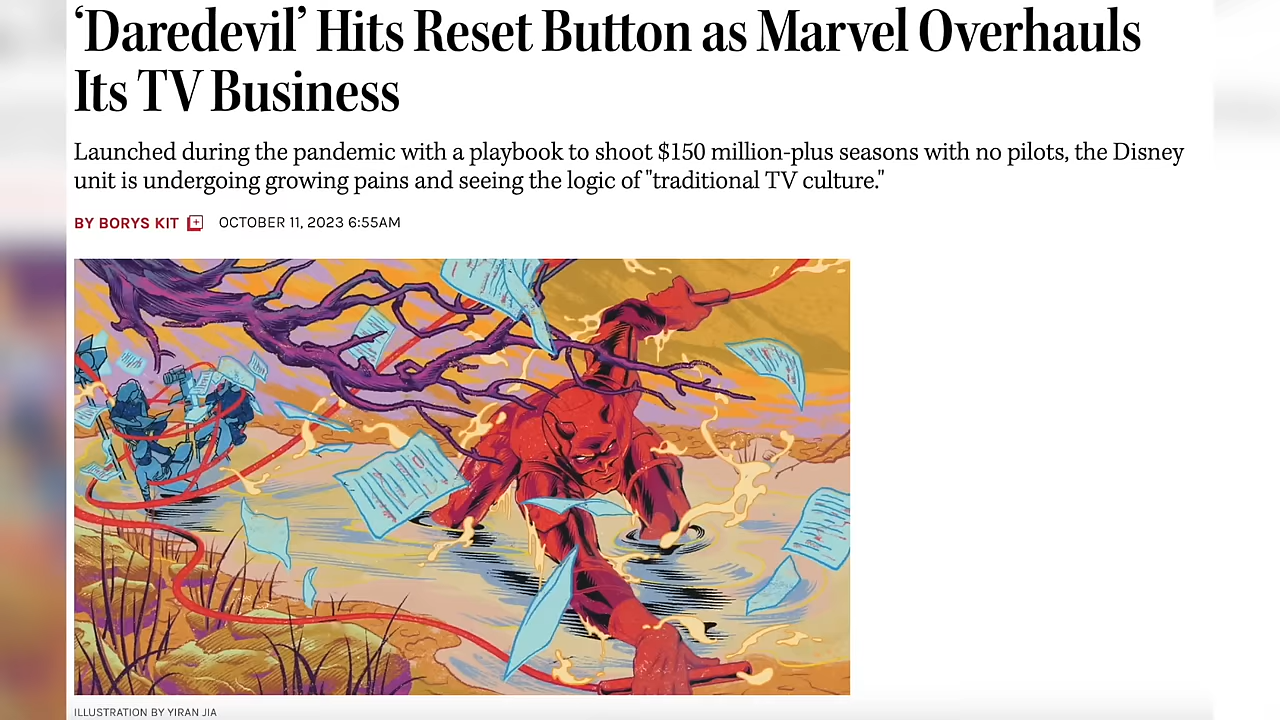 ‘Daredevil’ Hits Reset Button as Marvel Overhauls
Its TV Business
Launched during the pandemic with a playbook to shoot $150 million-plus seasons with no pilots, the Disney
unit is undergoing growing pains and seeing the logic of "traditional TV culture."
BY BORYS KIT OCTOBER 11, 2023 6:55AM
ILLUSTRATION BY YIRAN JIA